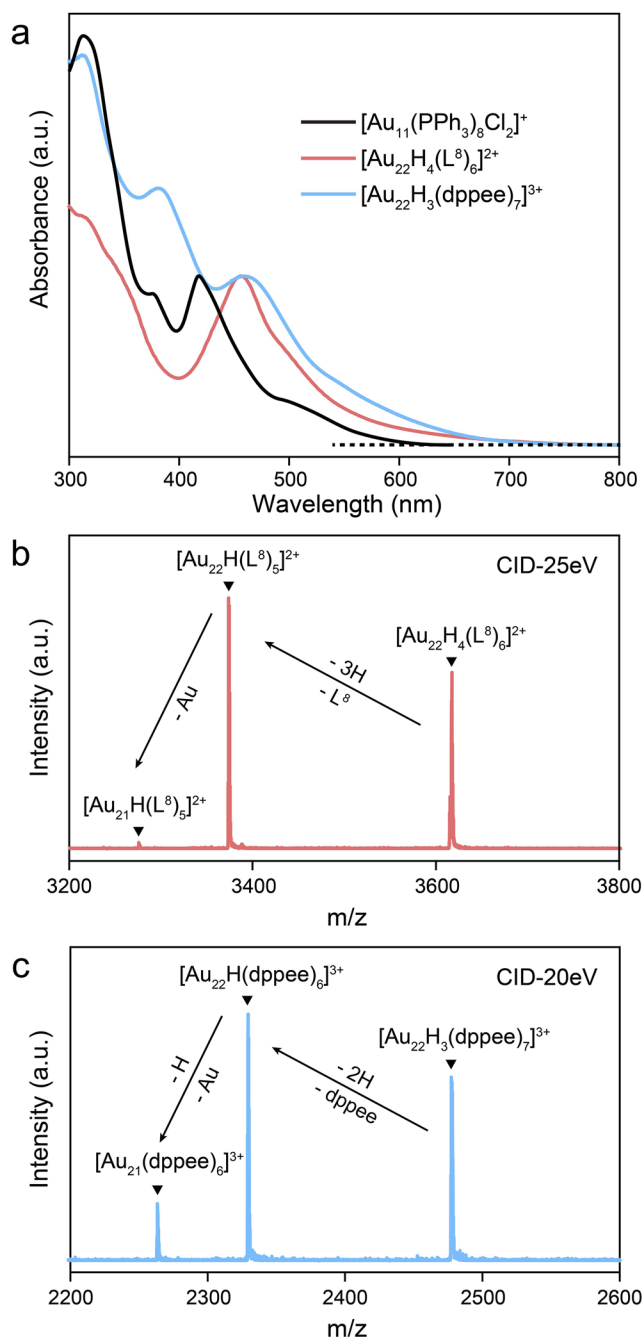 a
Absorbance (a.u.)
[Au₁₁(PPh₃)₈Cl₂]⁺
[Au₂₂H₄(L⁸)₆]²⁺
[Au₂₂H₃(dppee)₇]³⁺
300 400 500 600 700 800
Wavelength (nm)
b
Intensity (a.u.)
CID-25eV
[Au₂₂H(L⁸)₅]²⁺
[Au₂₂H₄(L⁸)₆]²⁺
- 3H
- L⁸
- Au
[Au₂₁H(L⁸)₅]²⁺
3200 3400 3600 3800
m/z
c
Intensity (a.u.)
CID-20eV
[Au₂₂H(dppee)₆]³⁺
[Au₂₂H₃(dppee)₇]³⁺
- H
- Au
- 2H
- dppee
[Au₂₁(dppee)₆]³⁺
2200 2300 2400 2500 2600
m/z